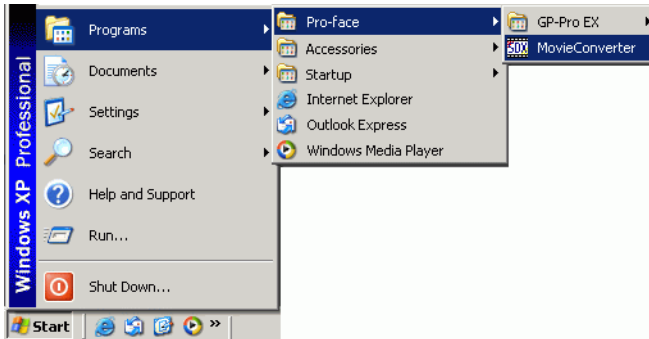 Windows XP Professional
Programs
Documents
Settings
Search
Help and Support
Run...
Shut Down...
Start
»
Pro-face
Accessories
Startup
Internet Explorer
Outlook Express
Windows Media Player
GP-Pro EX
SDX MovieConverter